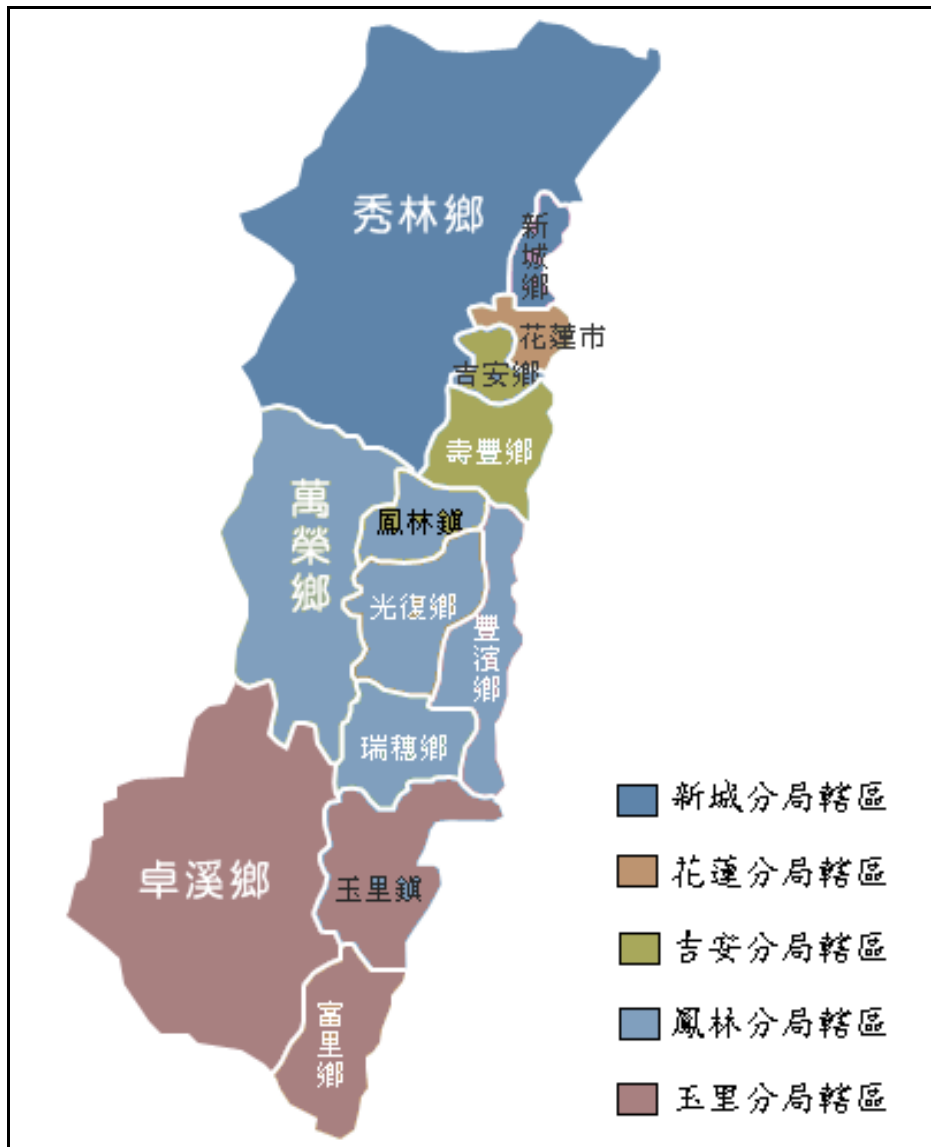 秀林鄉
新城鄉
花蓮市
吉安鄉
壽豐鄉
萬榮鄉
鳳林鎮
光復鄉
豐濱鄉
瑞穗鄉
卓溪鄉
玉里鎮
富里鄉
新城分局轄區
花蓮分局轄區
吉安分局轄區
鳳林分局轄區
玉里分局轄區